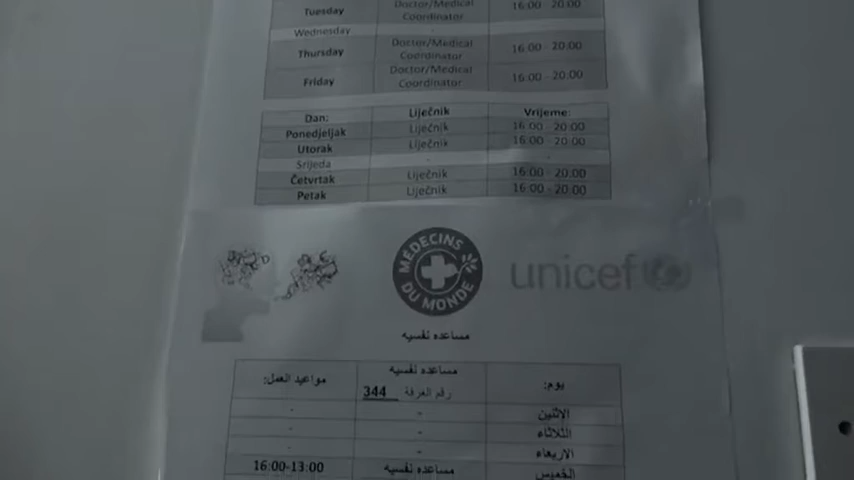 Tuesday Doctor/Medical Coordinator 16:00 - 20.00
Wednesday -
Thursday Doctor/Medical Coordinator 16:00 - 20:00
Friday Doctor/Medical Coordinator 16:00 - 20.00
Dan: Liječnik Vrijeme:
Ponedjeljak Liječnik 16:00 - 20:00
Utorak Liječnik 16:00 - 20:00
Srijeda - -
Četvrtak Liječnik 16:00 - 20.00
Petak Liječnik 16:00 - 20.00
MÉDECINS DU MONDE
unicef
مساعده نفسيه
يوم: مساعده نفسيه رقم الغرفة 344 مواعيد العمل:
الاثنين - -
الثلاثاء - -
الاربعاء - -
الخميس مساعده نفسيه 16:00-13:00